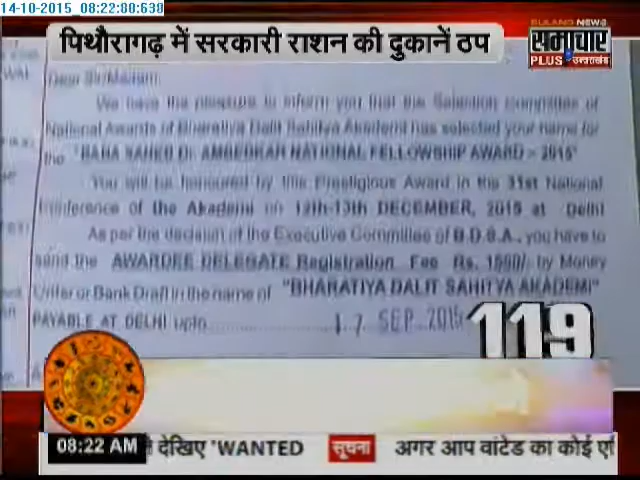 14-10-2015_08:22:00:638
SULANG NEWS
पिथौरागढ़ में सरकारी राशन की दुकानें ठप
समाचार
PLUS उत्तराखंड
Dear Sir/Madam,
We have the pleasure to inform you that the Selection committee of
National Awards of Bharatiya Dalit Sahitya Akademi has selected your name for
the "BABA SAHEB Dr. AMBEDKAR NATIONAL FELLOWSHIP AWARD - 2015"
You will be honoured by this Prestigious Award in the 31st National
Conference of the Akademi on 12th-13th DECEMBER, 2015 at Delhi
As per the decision of the Executive Committee of B.D.S.A., you have to
send the AWARDEE DELEGATE Registration Fee Rs. 1500/- by Money
Order or Bank Draft in the name of "BHARATIYA DALIT SAHITYA AKADEMI"
PAYABLE AT DELHI upto 17 SEP 2015
119
08:22 AM देखिए 'WANTED सूचना अगर आप वांटेड का कोई